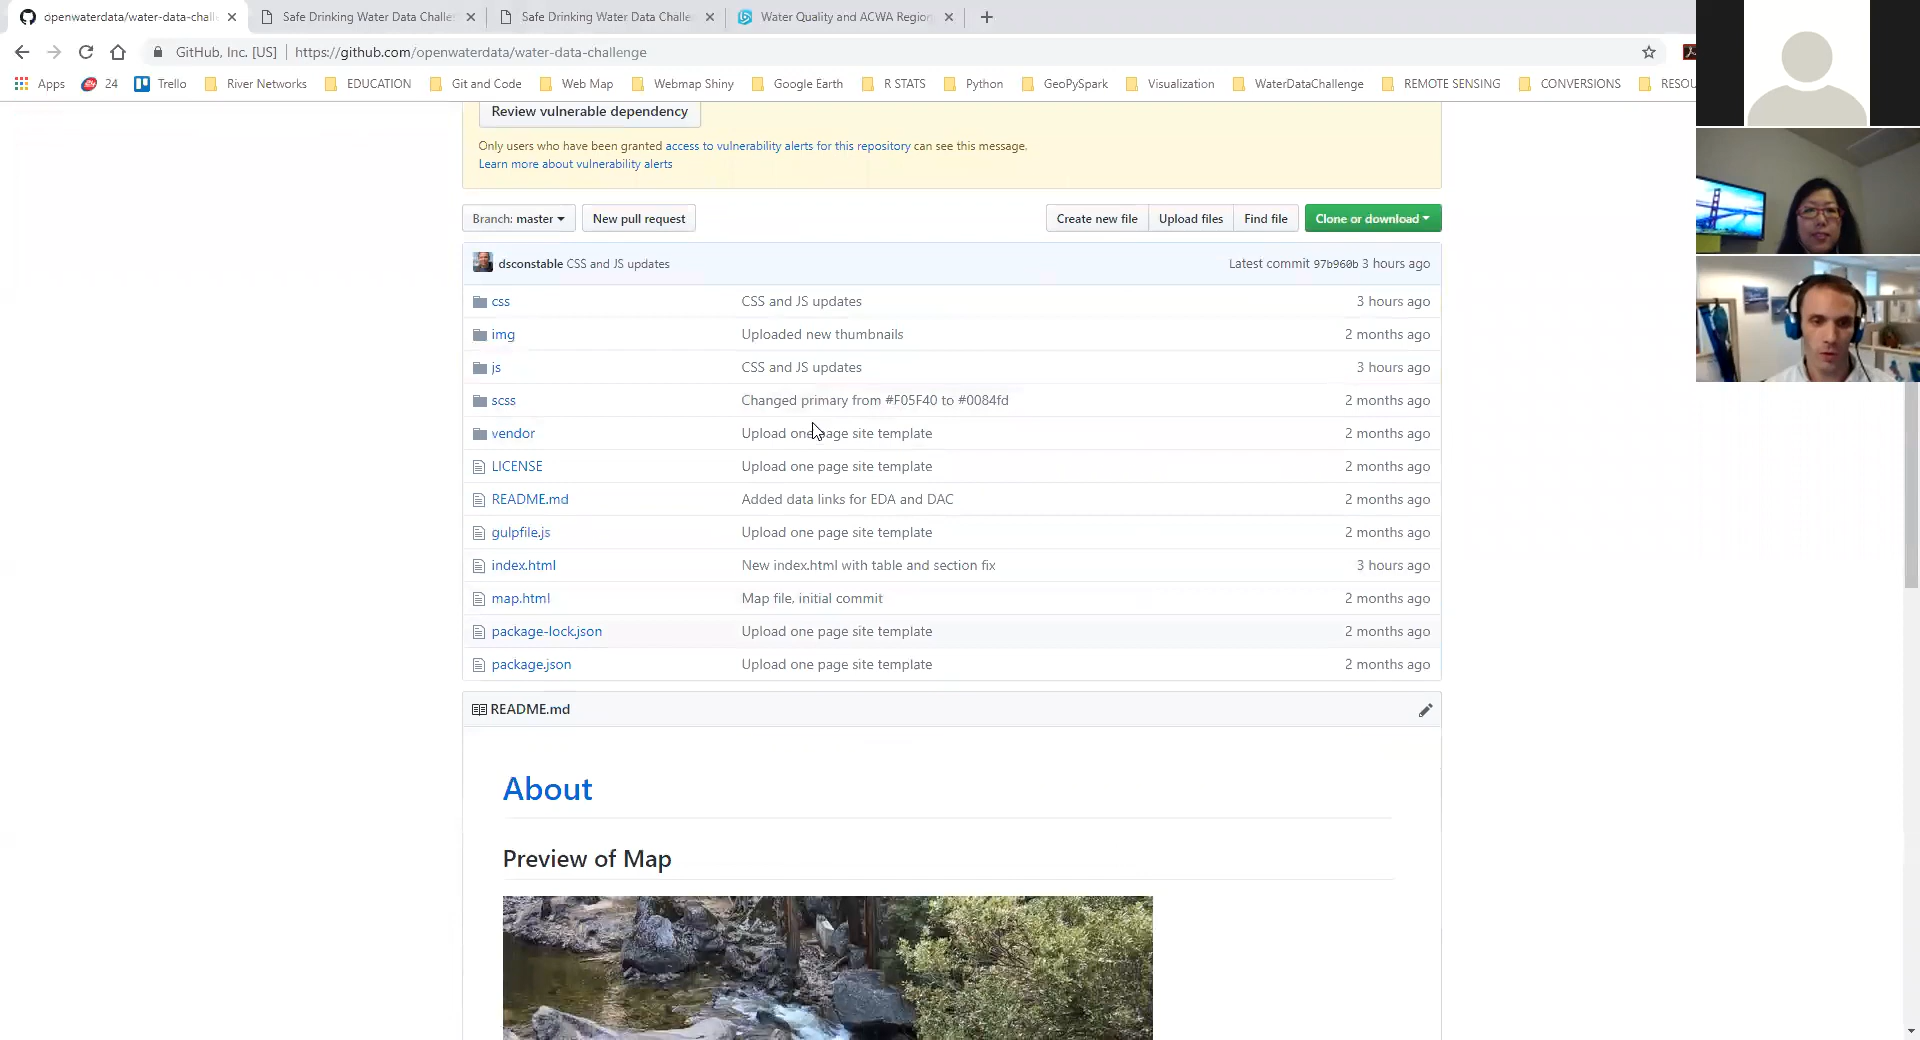 openwaterdata/water-data-chall
Safe Drinking Water Data Challe
Safe Drinking Water Data Challe
Water Quality and ACWA Region
GitHub, Inc. [US]
https://github.com/openwaterdata/water-data-challenge
Apps
24
Trello
River Networks
EDUCATION
Git and Code
Web Map
Webmap Shiny
Google Earth
R STATS
Python
GeoPySpark
Visualization
WaterDataChallenge
REMOTE SENSING
CONVERSIONS
RESOU
Review vulnerable dependency
Only users who have been granted access to vulnerability alerts for this repository can see this message.
Learn more about vulnerability alerts
Branch: master
New pull request
Create new file
Upload files
Find file
Clone or download
dsconstable CSS and JS updates
Latest commit 97b960b 3 hours ago
css CSS and JS updates 3 hours ago
img Uploaded new thumbnails 2 months ago
js CSS and JS updates 3 hours ago
scss Changed primary from #F05F40 to #0084fd 2 months ago
vendor Upload one page site template 2 months ago
LICENSE Upload one page site template 2 months ago
README.md Added data links for EDA and DAC 2 months ago
gulpfile.js Upload one page site template 2 months ago
index.html New index.html with table and section fix 3 hours ago
map.html Map file, initial commit 2 months ago
package-lock.json Upload one page site template 2 months ago
package.json Upload one page site template 2 months ago
README.md
About
Preview of Map